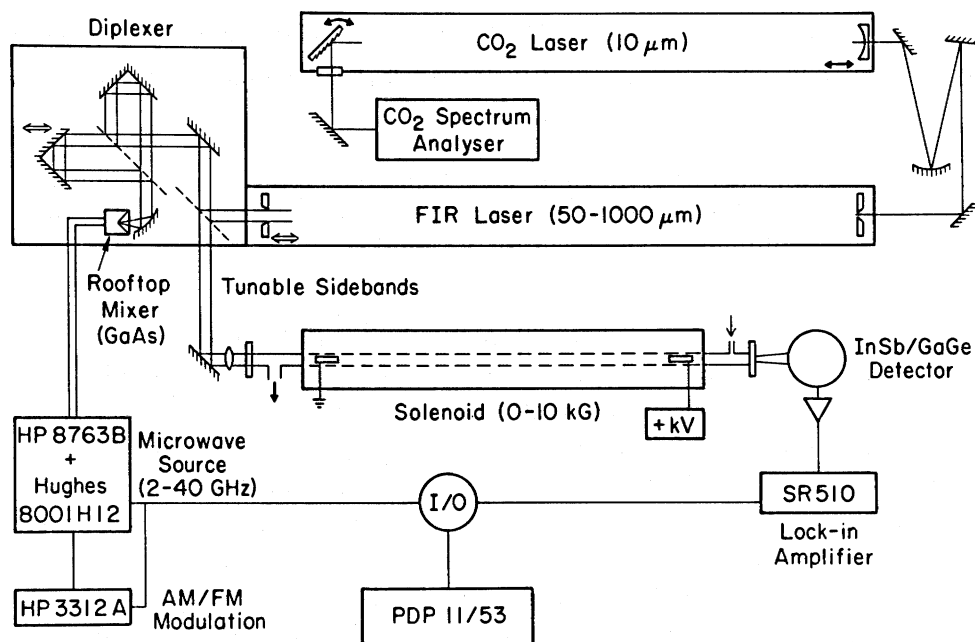 Diplexer
CO2 Laser (10 μm)
CO2 Spectrum
Analyser
FIR Laser (50-1000 μm)
Rooftop
Mixer
(GaAs)
Tunable Sidebands
InSb/GaGe
Detector
Solenoid (0-10 kG)
+kV
HP 8763B
+
Hughes
8001H12
Microwave
Source
(2-40 GHz)
I/O
SR510
Lock-in
Amplifier
HP 3312A
AM/FM
Modulation
PDP 11/53